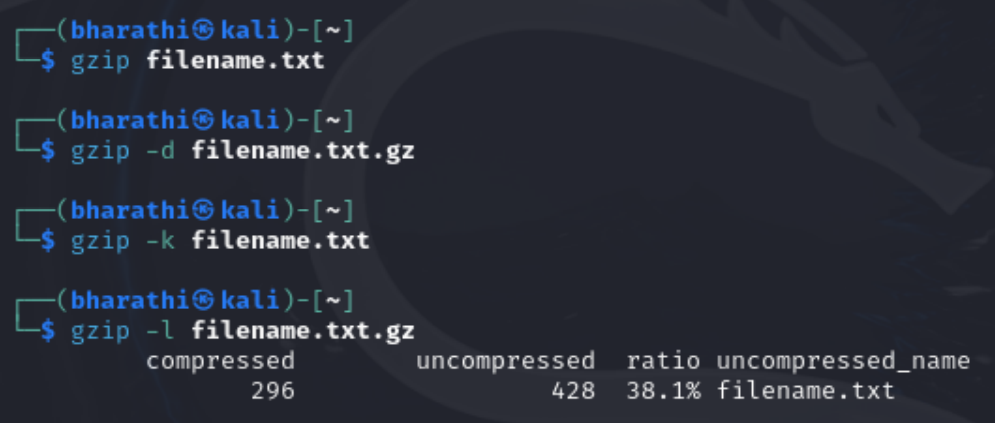 ┌──(bharathi㉿kali)-[~]
└─$ gzip filename.txt
┌──(bharathi㉿kali)-[~]
└─$ gzip -d filename.txt.gz
┌──(bharathi㉿kali)-[~]
└─$ gzip -k filename.txt
┌──(bharathi㉿kali)-[~]
└─$ gzip -l filename.txt.gz
compressed uncompressed ratio uncompressed_name
296 428 38.1% filename.txt